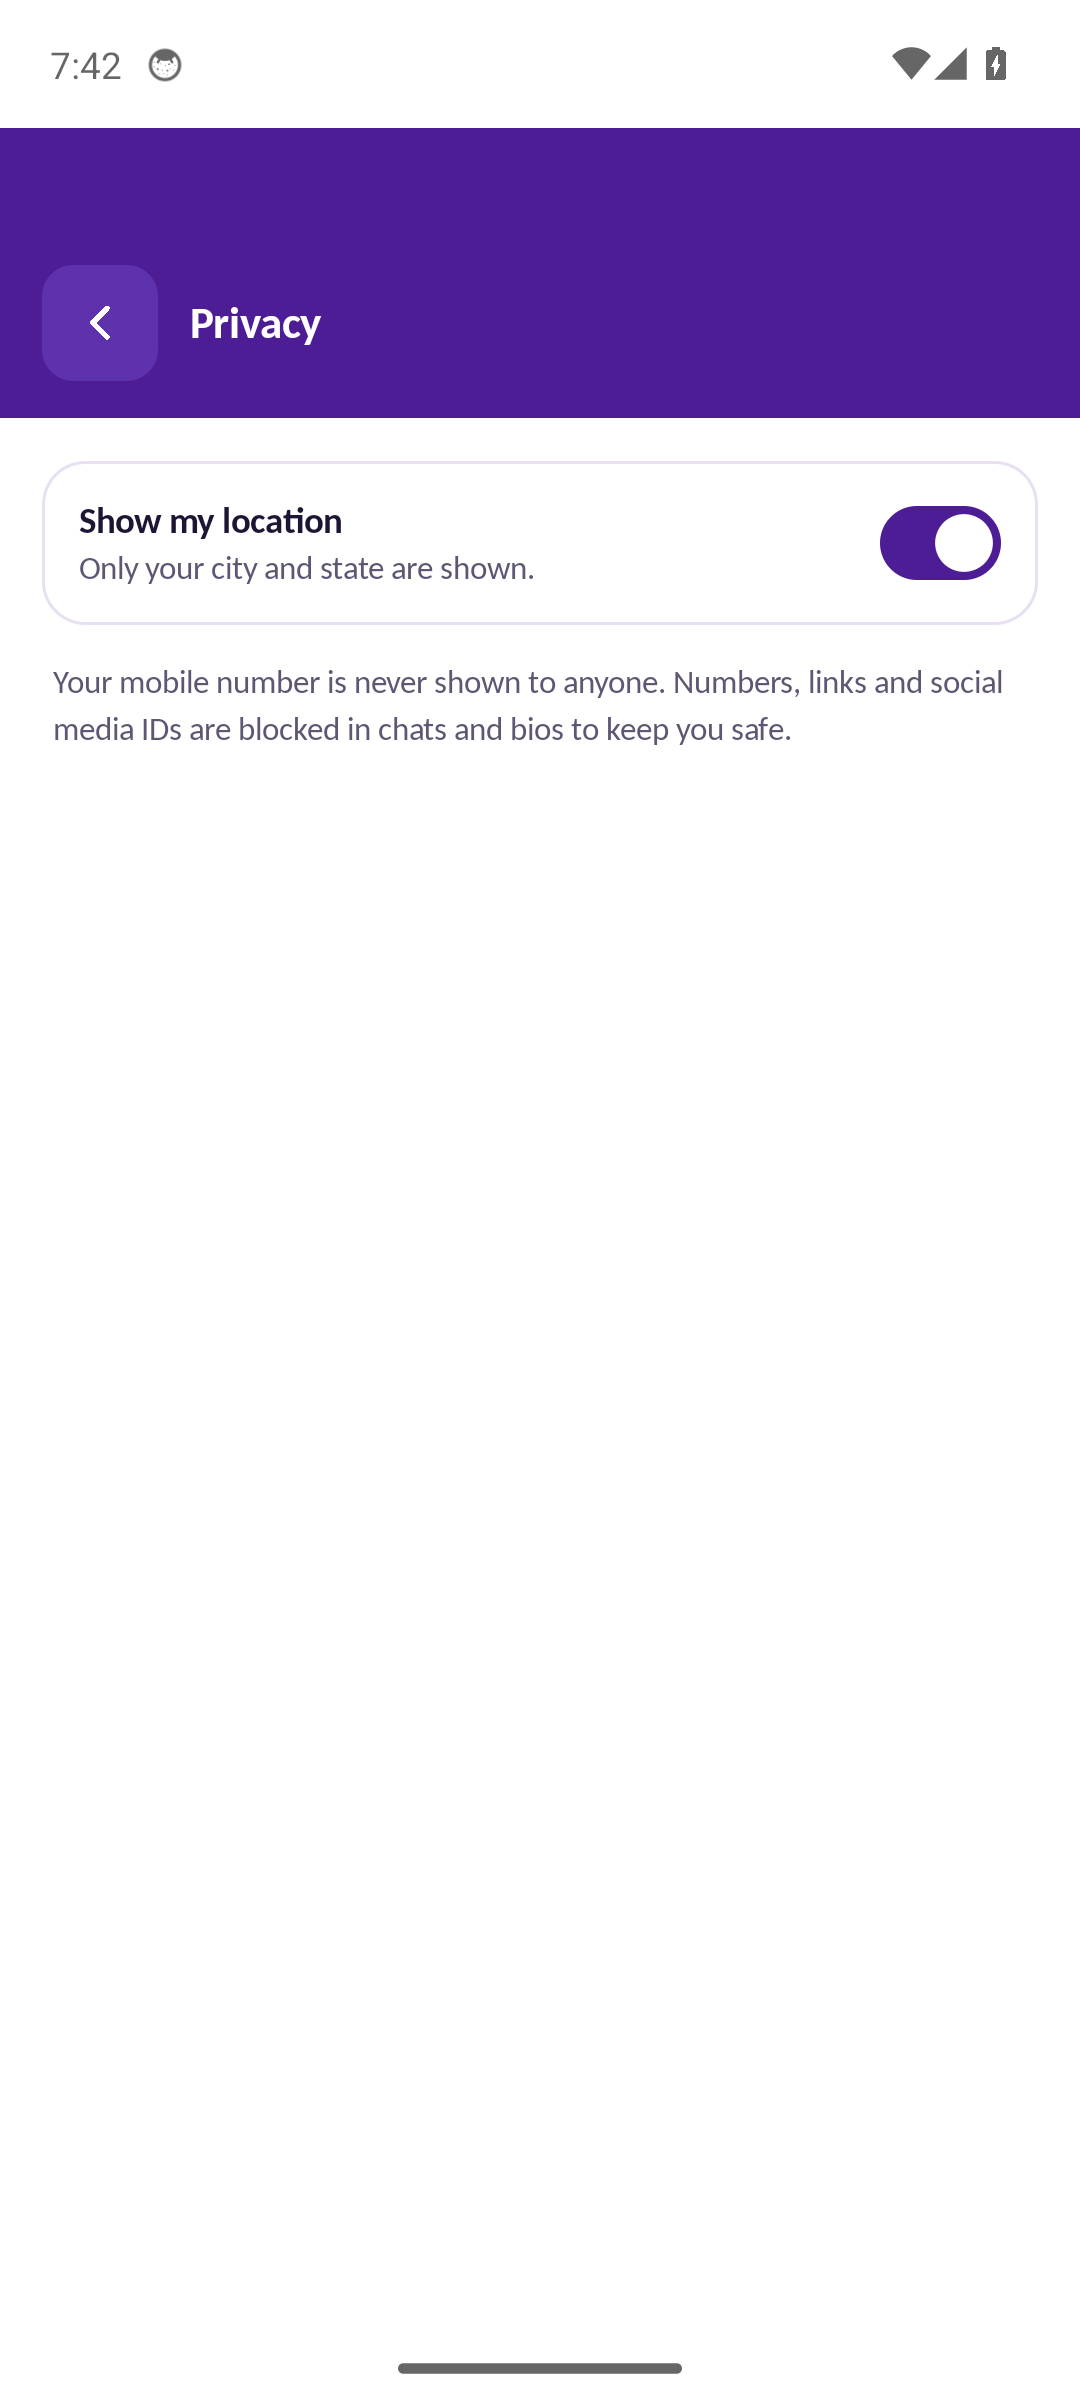 7:42
Privacy
Show my location
Only your city and state are shown.
Your mobile number is never shown to anyone. Numbers, links and social
media IDs are blocked in chats and bios to keep you safe.